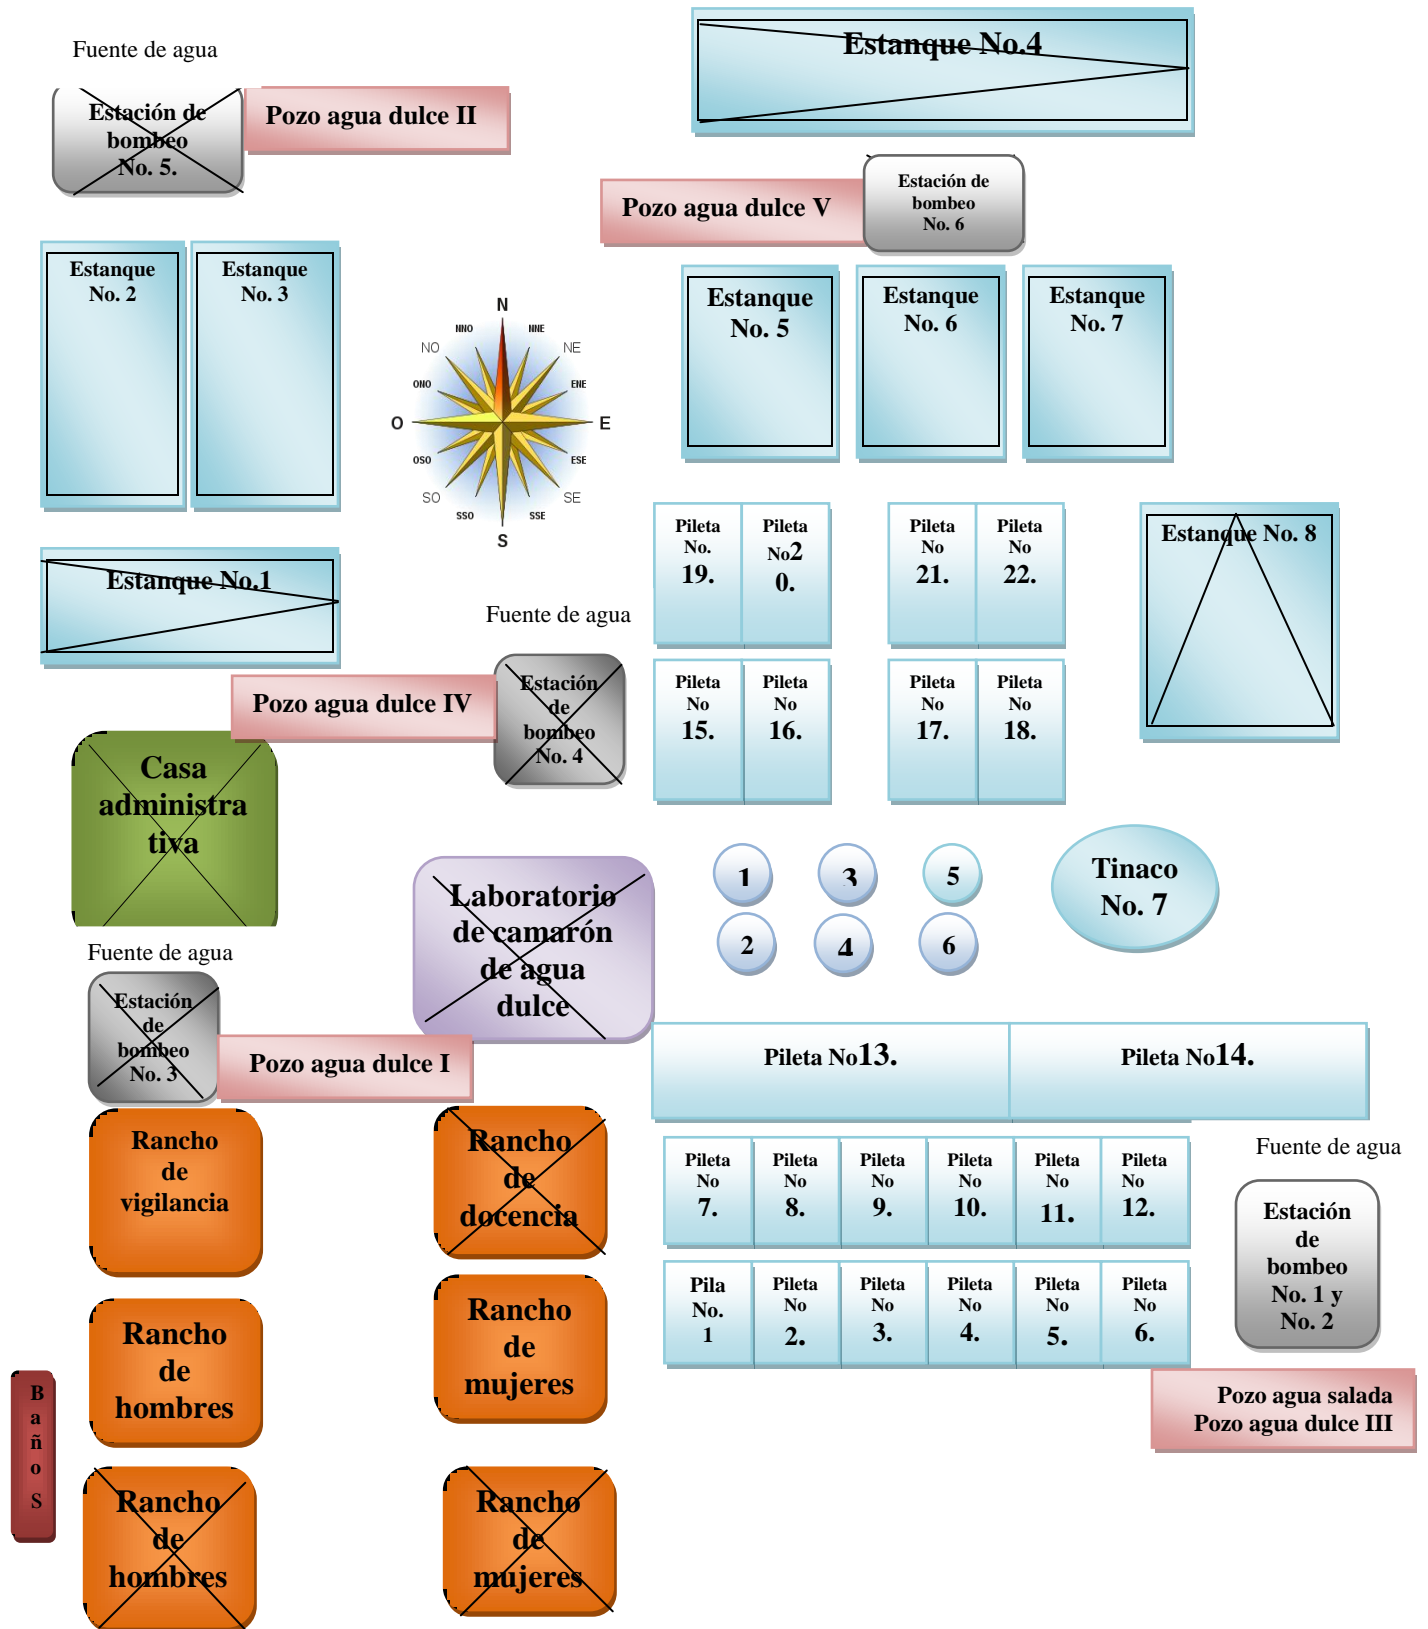 Fuente de agua
Estación de
bombeo
No. 5.
Pozo agua dulce II
Estanque No.4
Pozo agua dulce V
Estación de
bombeo
No. 6
Estanque
No. 2
Estanque
No. 3
N
NNO
NNE
NO
NE
ONO
ENE
O
E
OSO
ESE
SO
SE
SSO
SSE
S
Estanque
No. 5
Estanque
No. 6
Estanque
No. 7
Estanque No.1
Fuente de agua
Pileta
No.
19.
Pileta
No2
0.
Pileta
No
21.
Pileta
No
22.
Estanque No. 8
Pozo agua dulce IV
Estación
de
bombeo
No. 4
Pileta
No
15.
Pileta
No
16.
Pileta
No
17.
Pileta
No
18.
Casa
administra
tiva
Laboratorio
de camarón
de agua
dulce
1
3
5
2
4
6
Tinaco
No. 7
Fuente de agua
Estación
de
bombeo
No. 3
Pozo agua dulce I
Pileta No13.
Pileta No14.
Rancho
de
vigilancia
Rancho
de
docencia
Pileta
No
7.
Pileta
No
8.
Pileta
No
9.
Pileta
No
10.
Pileta
No
11.
Pileta
No
12.
Fuente de agua
Estación
de
bombeo
No. 1 y
No. 2
Rancho
de
hombres
Rancho
de
mujeres
Pila
No.
1
Pileta
No
2.
Pileta
No
3.
Pileta
No
4.
Pileta
No
5.
Pileta
No
6.
Pozo agua salada
Pozo agua dulce III
B
a
ñ
o
S
Rancho
de
hombres
Rancho
de
mujeres